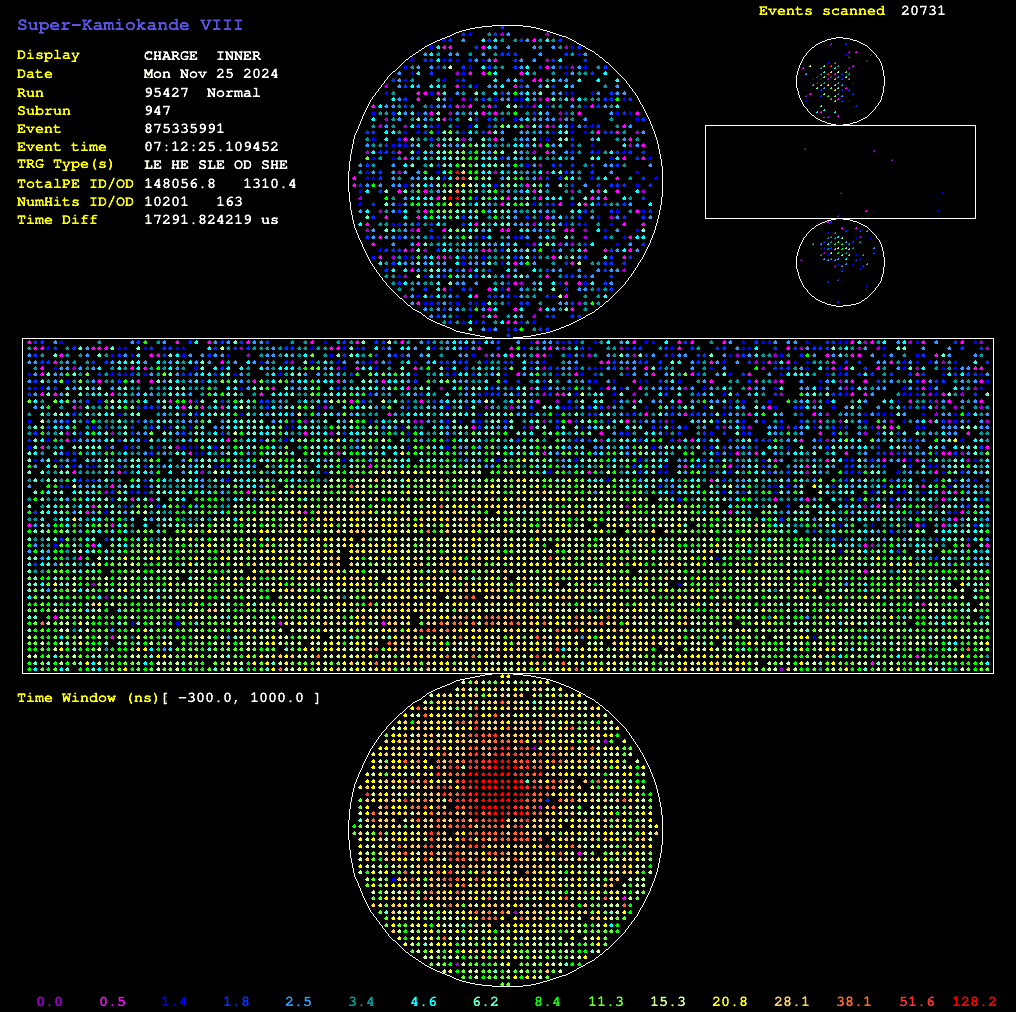 Super-Kamiokande VIII
Events scanned 20731
Display CHARGE INNER
Date Mon Nov 25 2024
Run 95427 Normal
Subrun 947
Event 875335991
Event time 07:12:25.109452
TRG Type(s) LE HE SLE OD SHE
TotalPE ID/OD 148056.8 1310.4
NumHits ID/OD 10201 163
Time Diff 17291.824219 us
Time Window (ns)[ -300.0, 1000.0 ]
0.0 0.5 1.4 1.8 2.5 3.4 4.6 6.2 8.4 11.3 15.3 20.8 28.1 38.1 51.6 128.2